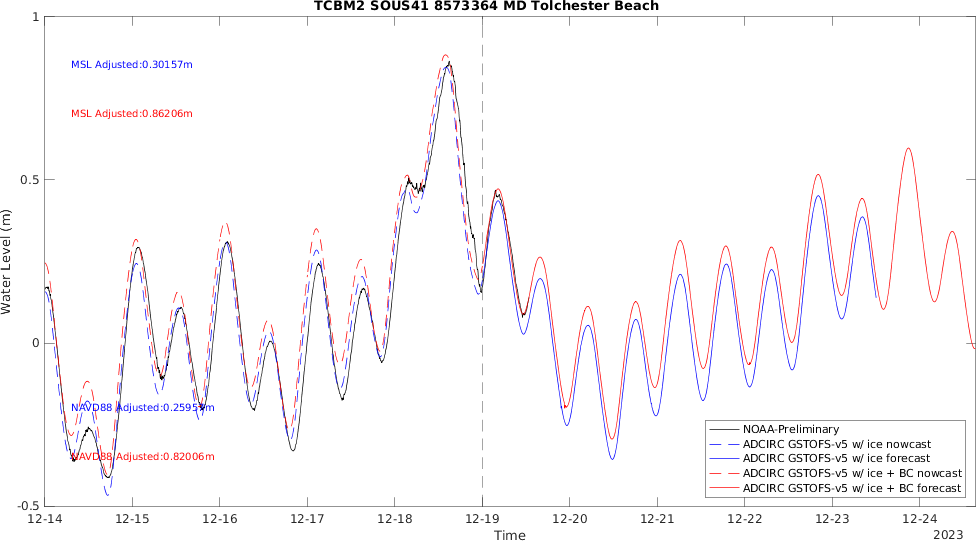 TCBM2 SOUS41 8573364 MD Tolchester Beach
MSL Adjusted:0.30157m
MSL Adjusted:0.86206m
NAVD88 Adjusted:
NAVD88 Adjusted:0.82006m
Water Level (m)
1
0.5
0
-0.5
12-14 12-15 12-16 12-17 12-18 12-19 12-20 12-21 12-22 12-23 12-24
Time
2023
NOAA-Preliminary
ADCIRC GSTOFS-v5 w/ ice nowcast
ADCIRC GSTOFS-v5 w/ ice forecast
ADCIRC GSTOFS-v5 w/ ice + BC nowcast
ADCIRC GSTOFS-v5 w/ ice + BC forecast